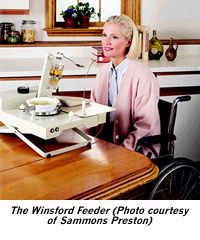 The Winsford Feeder (Photo courtesy
of Sammons Preston)